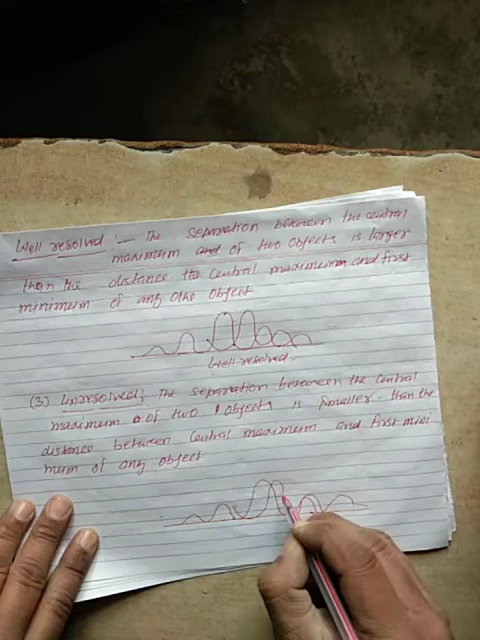 Well resolved :- The separation between the central
maximum and of two objects is larger
than the distance the central maximum and first
minimum of any othe object
Well resolved-
(3) Unresolved; The separation between the central
maximum of two objects is smaller than the
distance between central maximum and first mini
mum of any object